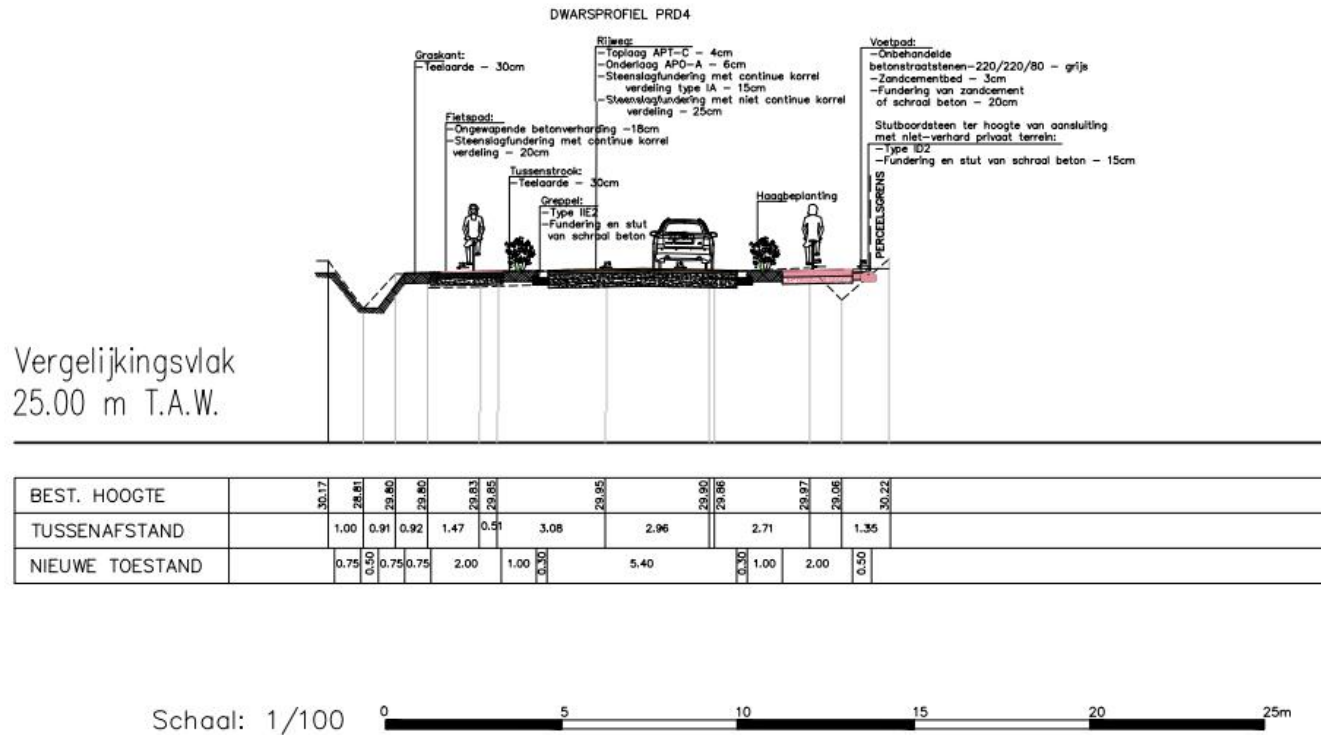 DWARSPROFIEL PRD4
Graskant:
-Teelaarde - 30cm
Fietspad:
-Ongewapende betonverharding -18cm
-Steenslagfundering met continue korrel
verdeling - 20cm
Tussenstrook:
-Teelaarde - 30cm
Greppel:
-Type IIE2
-Fundering en stut
van schraal beton
Rijweg:
-Toplaag APT-C - 4cm
-Onderlaag APO-A - 6cm
-Steenslagfundering met continue korrel
verdeling type IA - 15cm
-Steenslagfundering met niet continue korrel
verdeling - 25cm
Haagbeplanting
Voetpad:
-Onbehandelde
betonstraatstenen-220/220/80 - grijs
-Zandcementbed - 3cm
-Fundering van zandcement
of schraal beton - 20cm
Stutboordsteen ter hoogte van aansluiting
met niet-verhard privaat terrein:
-Type ID2
-Fundering en stut van schraal beton - 15cm
PERCEELSGRENS
Vergelijkingsvlak
25.00 m T.A.W.
BEST. HOOGTE 30.17 28.81 29.80 29.80 29.83 29.85 29.95 29.90 29.86 29.97 29.06 30.22
TUSSENAFSTAND 1.00 0.91 0.92 1.47 0.51 3.08 2.96 2.71 1.35
NIEUWE TOESTAND 0.75 0.50 0.75 0.75 2.00 1.00 0.30 5.40 0.30 1.00 2.00 0.50
Schaal: 1/100 0 5 10 15 20 25m